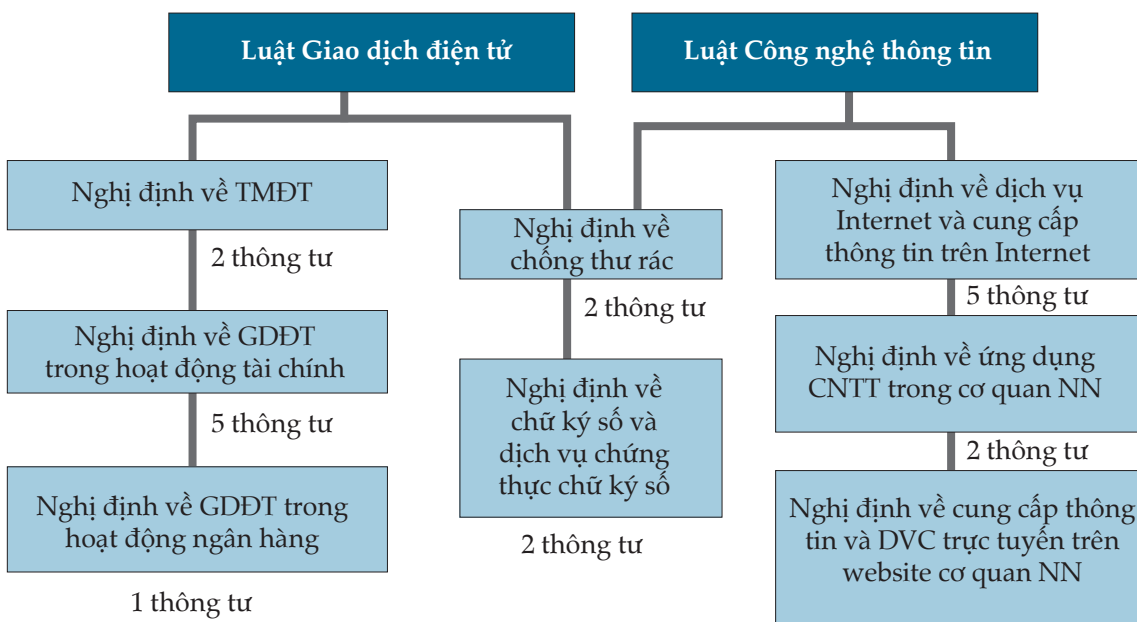 Luật Giao dịch điện tử
Luật Công nghệ thông tin
Nghị định về TMĐT
2 thông tư
Nghị định về GDĐT
trong hoạt động tài chính
5 thông tư
Nghị định về GDĐT trong
hoạt động ngân hàng
1 thông tư
Nghị định về
chống thư rác
2 thông tư
Nghị định về
chữ ký số và
dịch vụ chứng
thực chữ ký số
2 thông tư
Nghị định về dịch vụ
Internet và cung cấp
thông tin trên Internet
5 thông tư
Nghị định về ứng dụng
CNTT trong cơ quan NN
2 thông tư
Nghị định về cung cấp thông
tin và DVC trực tuyến trên
website cơ quan NN